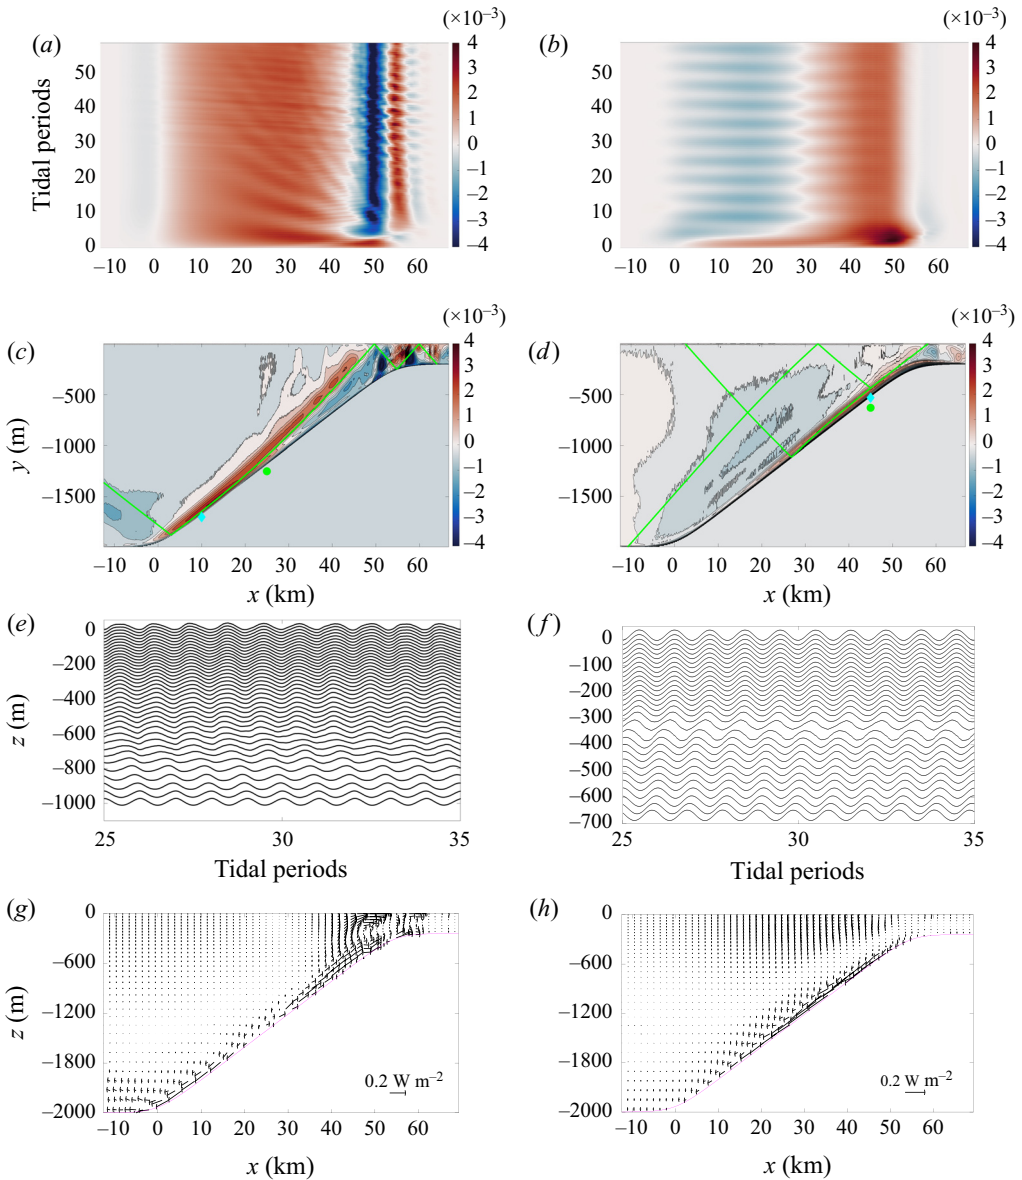 (×10–3) (×10–3)
(a) (b)
Tidal periods
50 40 30 20 10 0
4 3 2 1 0 –1 –2 –3 –4
50 40 30 20 10 0
4 3 2 1 0 –1 –2 –3 –4
–10 0 10 20 30 40 50 60
–10 0 10 20 30 40 50 60
(×10–3) (×10–3)
(c) (d)
y (m)
–500 –1000 –1500
4 3 2 1 0 –1 –2 –3 –4
–500 –1000 –1500
4 3 2 1 0 –1 –2 –3 –4
–10 0 10 20 30 40 50 60
–10 0 10 20 30 40 50 60
x (km) x (km)
(e) (f)
z (m)
0 –200 –400 –600 –800 –1000
0 –100 –200 –300 –400 –500 –600 –700
25 30 35
25 30 35
Tidal periods Tidal periods
(g) (h)
z (m)
0 –600 –1200 –1800 –2000
0 –600 –1200 –1800 –2000
0.2 W m–2 0.2 W m–2
–10 0 10 20 30 40 50 60
–10 0 10 20 30 40 50 60
x (km) x (km)